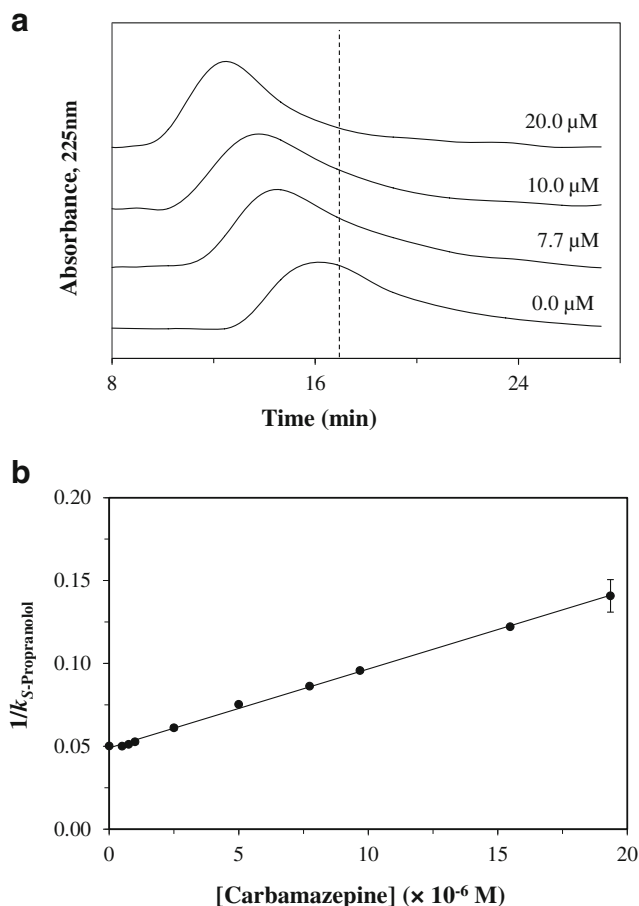 a
Absorbance, 225nm
20.0 µM
10.0 µM
7.7 µM
0.0 µM
8 16 24
Time (min)
b
1/kS-Propranolol
0.20
0.15
0.10
0.05
0.00
0 5 10 15 20
[Carbamazepine] (× 10-6 M)